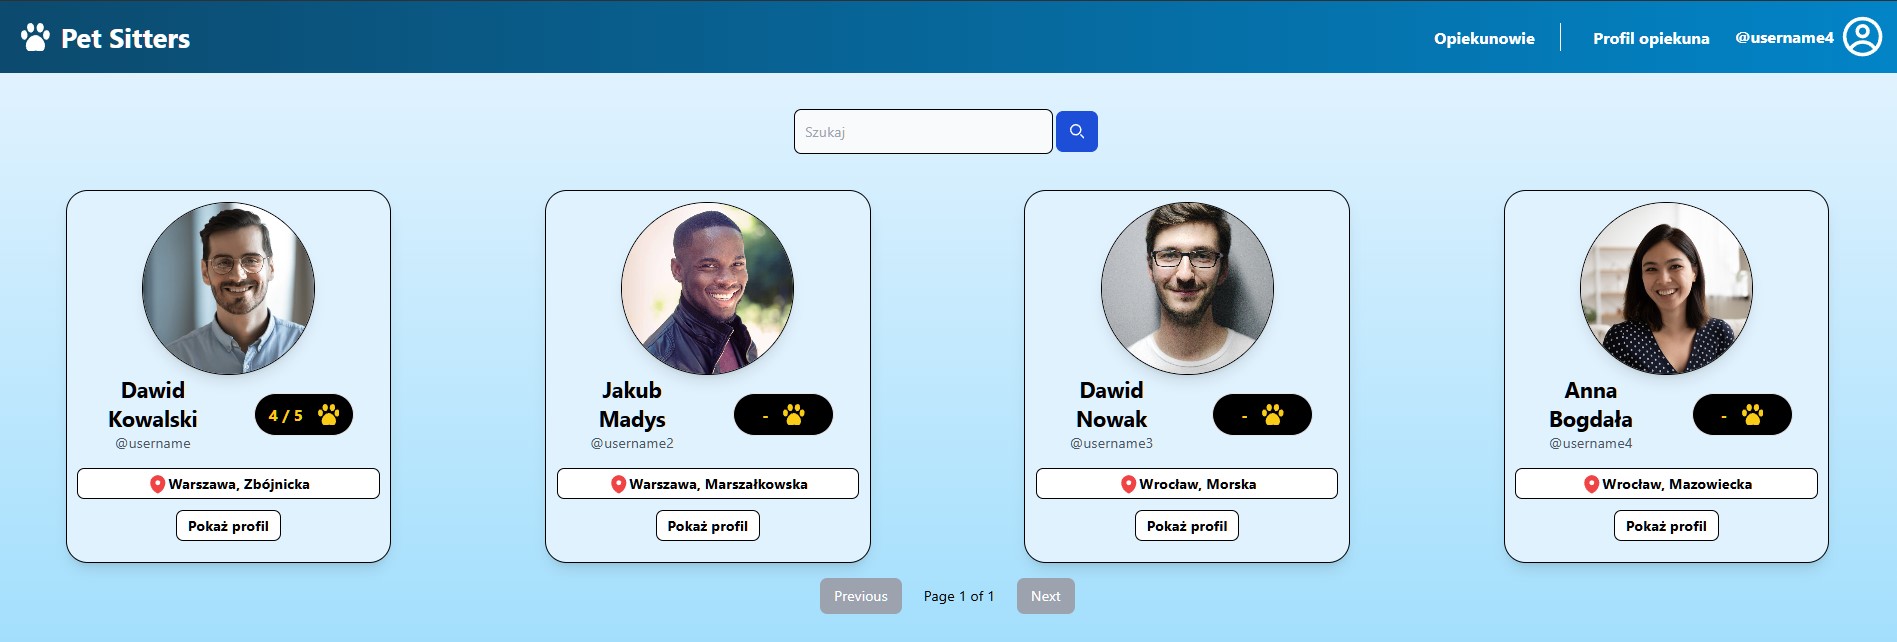 Pet Sitters
Opiekunowie
Profil opiekuna
@username4
Szukaj
Dawid
Kowalski
@username
4 / 5
Warszawa, Zbójnicka
Pokaż profil
Jakub
Madys
@username2
-
Warszawa, Marszałkowska
Pokaż profil
Dawid
Nowak
@username3
-
Wrocław, Morska
Pokaż profil
Anna
Bogdała
@username4
-
Wrocław, Mazowiecka
Pokaż profil
Previous
Page 1 of 1
Next